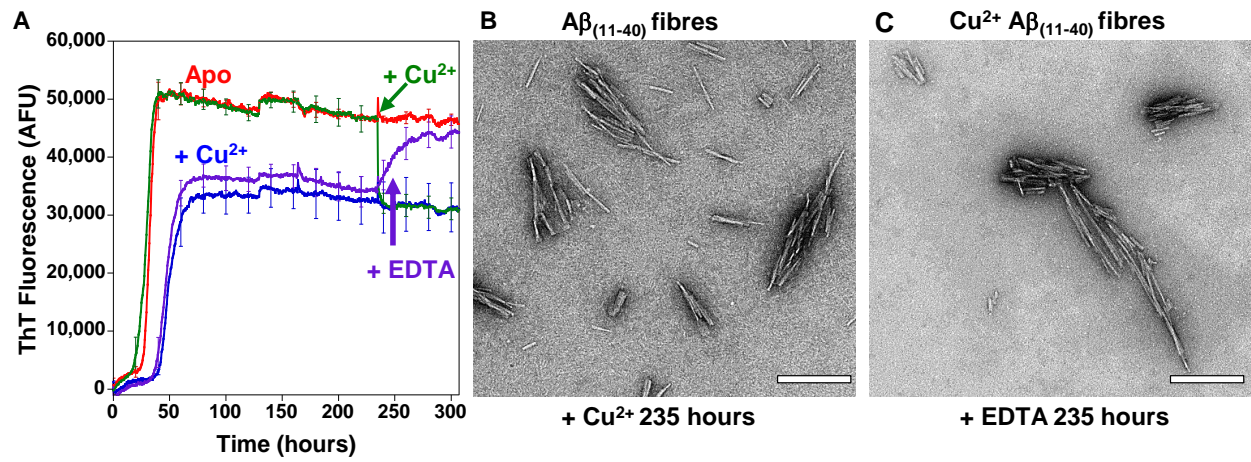 A
60,000
50,000
40,000
30,000
20,000
10,000
0
ThT Fluorescence (AFU)
0 50 100 150 200 250 300
Time (hours)
Apo
+ Cu²⁺
+ Cu²⁺
+ EDTA
B Aβ₍₁₁₋₄₀₎ fibres
+ Cu²⁺ 235 hours
C Cu²⁺ Aβ₍₁₁₋₄₀₎ fibres
+ EDTA 235 hours